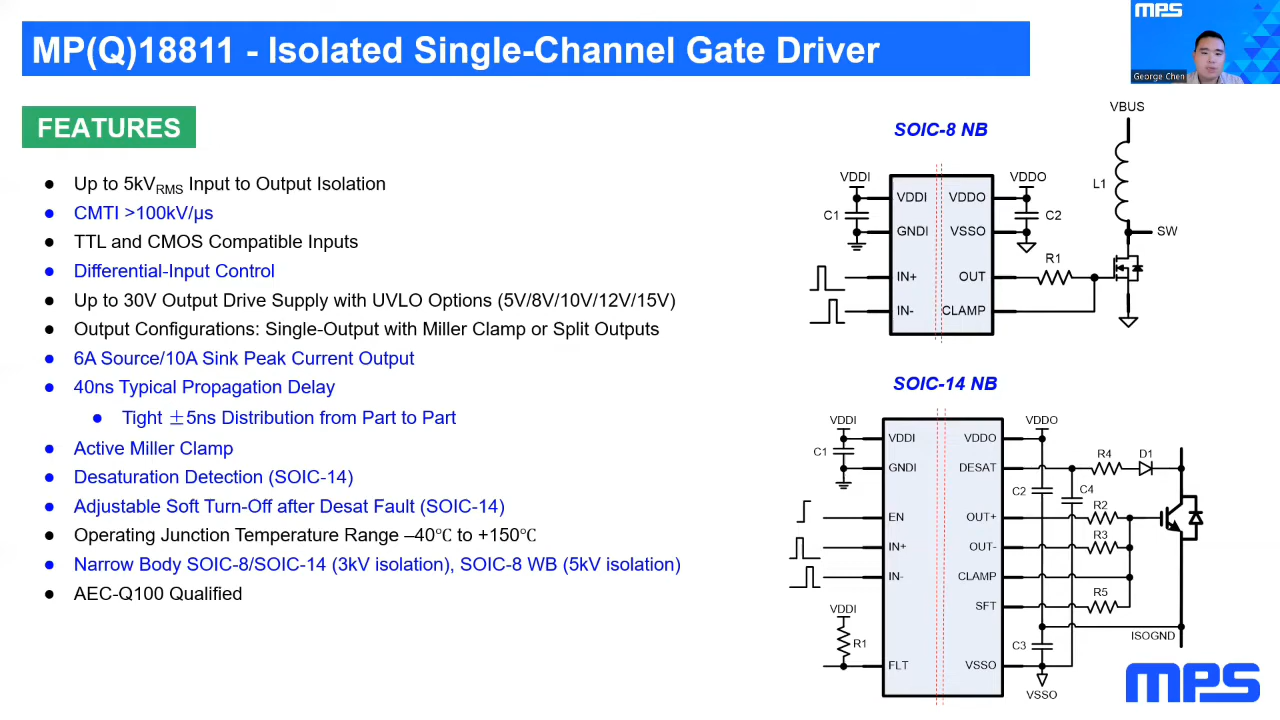 MP(Q)18811 - Isolated Single-Channel Gate Driver
mPS
George Chen
FEATURES
● Up to 5kVRMS Input to Output Isolation
● CMTI >100kV/μs
● TTL and CMOS Compatible Inputs
● Differential-Input Control
● Up to 30V Output Drive Supply with UVLO Options (5V/8V/10V/12V/15V)
● Output Configurations: Single-Output with Miller Clamp or Split Outputs
● 6A Source/10A Sink Peak Current Output
● 40ns Typical Propagation Delay
● Tight ±5ns Distribution from Part to Part
● Active Miller Clamp
● Desaturation Detection (SOIC-14)
● Adjustable Soft Turn-Off after Desat Fault (SOIC-14)
● Operating Junction Temperature Range –40℃ to +150℃
● Narrow Body SOIC-8/SOIC-14 (3kV isolation), SOIC-8 WB (5kV isolation)
● AEC-Q100 Qualified
SOIC-8 NB
VBUS
VDDI
VDDO
L1
VDDI VDDO
C1
C2
GNDI VSSO
SW
R1
IN+ OUT
IN- CLAMP
SOIC-14 NB
VDDI
VDDO
VDDI VDDO
C1
R4 D1
GNDI DESAT
C2
C4
R2
EN OUT+
R3
IN+ OUT-
IN- CLAMP
R5
SFT
VDDI
ISOGND
R1
C3
FLT VSSO
VSSO
mPS